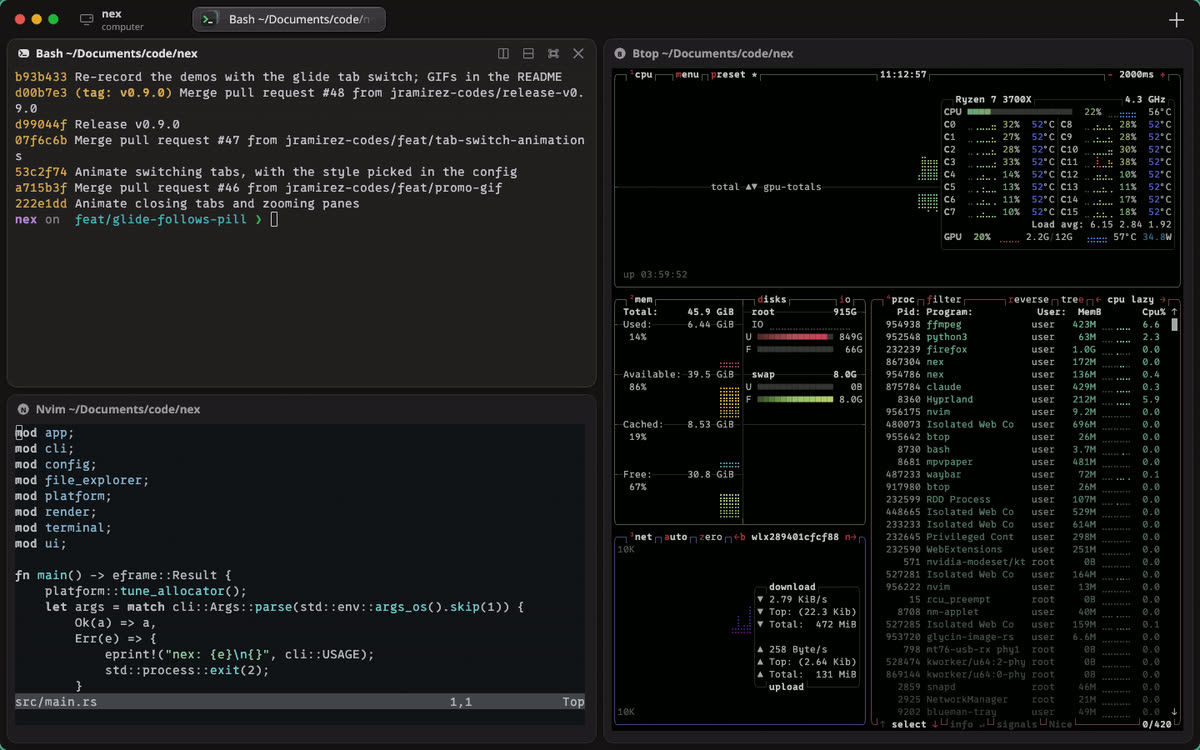 nex
computer
Bash ~/Documents/code/n
Bash ~/Documents/code/nex
b93b433 Re-record the demos with the glide tab switch; GIFs in the README
d00b7e3 (tag: v0.9.0) Merge pull request #48 from jramirez-codes/release-v0.
9.0
d99044f Release v0.9.0
07f6c6b Merge pull request #47 from jramirez-codes/feat/tab-switch-animation
s
53c2f74 Animate switching tabs, with the style picked in the config
a715b3f Merge pull request #46 from jramirez-codes/feat/promo-gif
222e1dd Animate closing tabs and zooming panes
nex on feat/glide-follows-pill ❯
N Nvim ~/Documents/code/nex
mod app;
mod cli;
mod config;
mod file_explorer;
mod platform;
mod render;
mod terminal;
mod ui;
fn main() -> eframe::Result {
    platform::tune_allocator();
    let args = match cli::Args::parse(std::env::args_os().skip(1)) {
        Ok(a) => a,
        Err(e) => {
            eprint!("nex: {e}\n{}", cli::USAGE);
            std::process::exit(2);
        }
src/main.rs 1,1 Top
B Btop ~/Documents/code/nex
¹cpu menu preset * 11:12:57 - 2000ms +
Ryzen 7 3700X 4.3 GHz
CPU 22% 56°C
C0 32% 52°C C8 28% 52°C
C1 27% 52°C C9 28% 52°C
C2 28% 52°C C10 30% 52°C
C3 33% 52°C C11 38% 52°C
C4 14% 52°C C12 10% 52°C
C5 13% 52°C C13 11% 52°C
C6 11% 52°C C14 17% 52°C
C7 10% 52°C C15 18% 52°C
Load avg: 6.15 2.84 1.92
GPU 20% 2.2G/12G 57°C 34.8W
total ▲▼ gpu-totals
up 03:59:52
²mem disks io
Total: 45.9 GiB root 915G
Used: 6.44 GiB IO
14% U 849G
F 66G
Available: 39.5 GiB swap 8.0G
86% U 0B
F 8.0G
Cached: 8.53 GiB
19%
Free: 30.8 GiB
67%
³net auto zero ←b wlx289401cfcf88 n→
10K
download
▼ 2.79 KiB/s
▼ Top: (22.3 Kib)
▼ Total: 472 MiB
▲ 258 Byte/s
▲ Top: (2.64 Kib)
▲ Total: 131 MiB
upload
10K
⁴proc filter reverse tree ← cpu lazy →
Pid: Program: User: MemB Cpu% ↑
954938 ffmpeg user 423M 6.6
952548 python3 user 63M 2.3
232239 firefox user 1.0G 0.0
867304 nex user 172M 0.0
954786 nex user 136M 0.4
875784 claude user 429M 0.3
8360 Hyprland user 212M 5.9
956175 nvim user 9.2M 0.0
480073 Isolated Web Co user 696M 0.0
955642 btop user 26M 0.0
8730 bash user 3.7M 0.0
8681 mpvpaper user 481M 0.0
487233 waybar user 72M 0.1
917980 btop user 26M 0.0
232599 RDD Process user 107M 0.0
448665 Isolated Web Co user 529M 0.0
233233 Isolated Web Co user 614M 0.0
232645 Privileged Cont user 298M 0.0
232590 WebExtensions user 251M 0.0
571 nvidia-modeset/kt root 0B 0.0
527281 Isolated Web Co user 164M 0.0
956222 nvim user 13M 0.0
15 rcu_preempt root 0B 0.0
8708 nm-applet user 40M 0.0
527285 Isolated Web Co user 159M 0.1
953720 glycin-image-rs user 6.6M 0.0
798 mt76-usb-rx phy1 root 0B 0.0
528474 kworker/u64:2-phy root 0B 0.0
869144 kworker/u64:0-phy root 0B 0.0
2859 snapd root 46M 0.0
2925 NetworkManager root 21M 0.0
9202 blueman-tray user 49M 0.0 ↓
↑ select ↓ info ↵ signals Nice 0/420